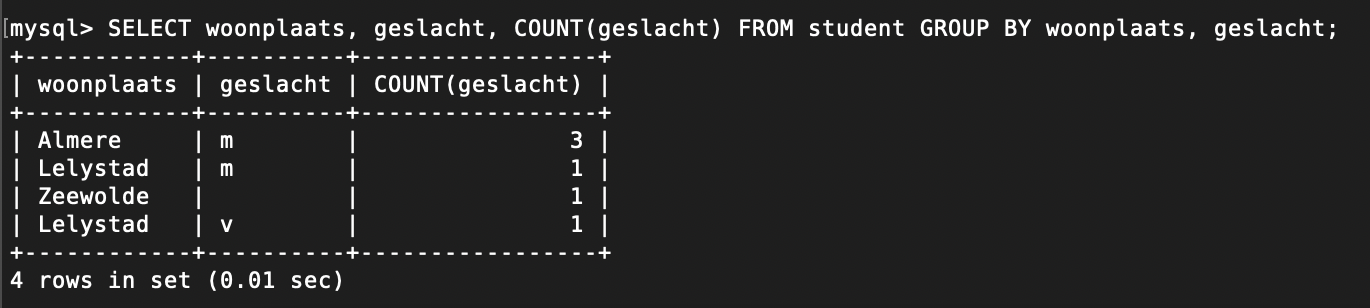 [mysql> SELECT woonplaats, geslacht, COUNT(geslacht) FROM student GROUP BY woonplaats, geslacht;
+------------+----------+-----------------+
| woonplaats | geslacht | COUNT(geslacht) |
+------------+----------+-----------------+
| Almere     | m        |               3 |
| Lelystad   | m        |               1 |
| Zeewolde   |          |               1 |
| Lelystad   | v        |               1 |
+------------+----------+-----------------+
4 rows in set (0.01 sec)